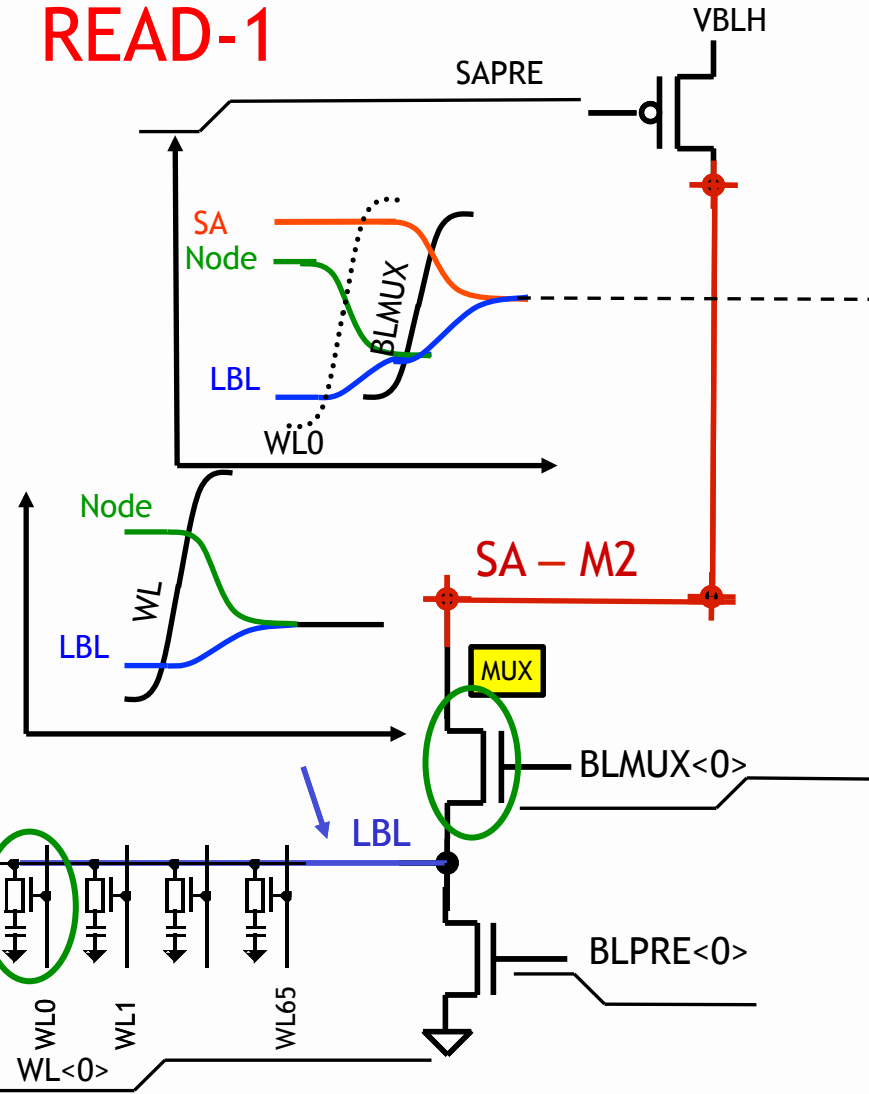 READ-1
VBLH
SAPRE
SA
Node
BLMUX
LBL
WL0
Node
WL
LBL
SA – M2
MUX
BLMUX<0>
LBL
BLPRE<0>
WL0
WL1
WL65
WL<0>